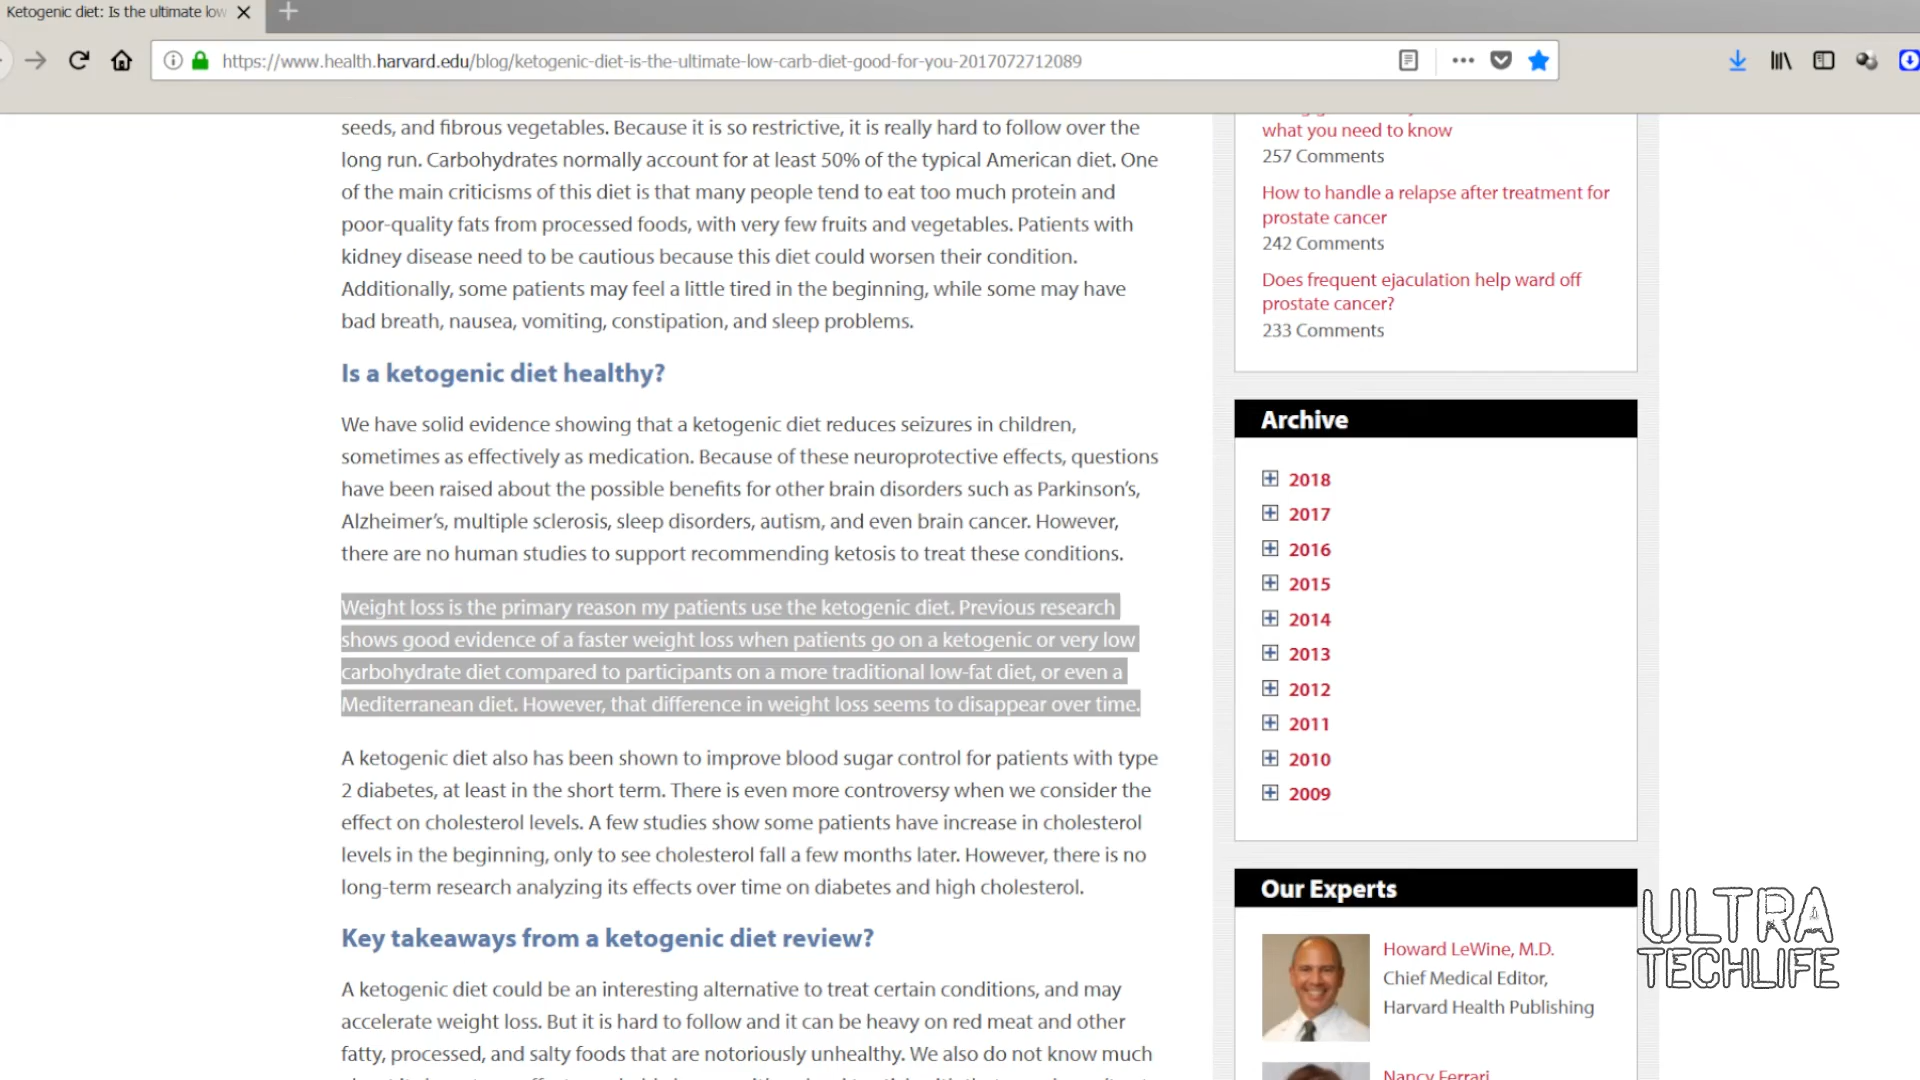 Ketogenic diet: Is the ultimate low
https://www.health.harvard.edu/blog/ketogenic-diet-is-the-ultimate-low-carb-diet-good-for-you-2017072712089
seeds, and fibrous vegetables. Because it is so restrictive, it is really hard to follow over the
long run. Carbohydrates normally account for at least 50% of the typical American diet. One
of the main criticisms of this diet is that many people tend to eat too much protein and
poor-quality fats from processed foods, with very few fruits and vegetables. Patients with
kidney disease need to be cautious because this diet could worsen their condition.
Additionally, some patients may feel a little tired in the beginning, while some may have
bad breath, nausea, vomiting, constipation, and sleep problems.
Is a ketogenic diet healthy?
We have solid evidence showing that a ketogenic diet reduces seizures in children,
sometimes as effectively as medication. Because of these neuroprotective effects, questions
have been raised about the possible benefits for other brain disorders such as Parkinson’s,
Alzheimer’s, multiple sclerosis, sleep disorders, autism, and even brain cancer. However,
there are no human studies to support recommending ketosis to treat these conditions.
Weight loss is the primary reason my patients use the ketogenic diet. Previous research
shows good evidence of a faster weight loss when patients go on a ketogenic or very low
carbohydrate diet compared to participants on a more traditional low-fat diet, or even a
Mediterranean diet. However, that difference in weight loss seems to disappear over time.
A ketogenic diet also has been shown to improve blood sugar control for patients with type
2 diabetes, at least in the short term. There is even more controversy when we consider the
effect on cholesterol levels. A few studies show some patients have increase in cholesterol
levels in the beginning, only to see cholesterol fall a few months later. However, there is no
long-term research analyzing its effects over time on diabetes and high cholesterol.
Key takeaways from a ketogenic diet review?
A ketogenic diet could be an interesting alternative to treat certain conditions, and may
accelerate weight loss. But it is hard to follow and it can be heavy on red meat and other
fatty, processed, and salty foods that are notoriously unhealthy. We also do not know much
what you need to know
257 Comments
How to handle a relapse after treatment for
prostate cancer
242 Comments
Does frequent ejaculation help ward off
prostate cancer?
233 Comments
Archive
2018
2017
2016
2015
2014
2013
2012
2011
2010
2009
Our Experts
Howard LeWine, M.D.
Chief Medical Editor,
Harvard Health Publishing
Nancy Ferrari
ULTRA
TECHLIFE